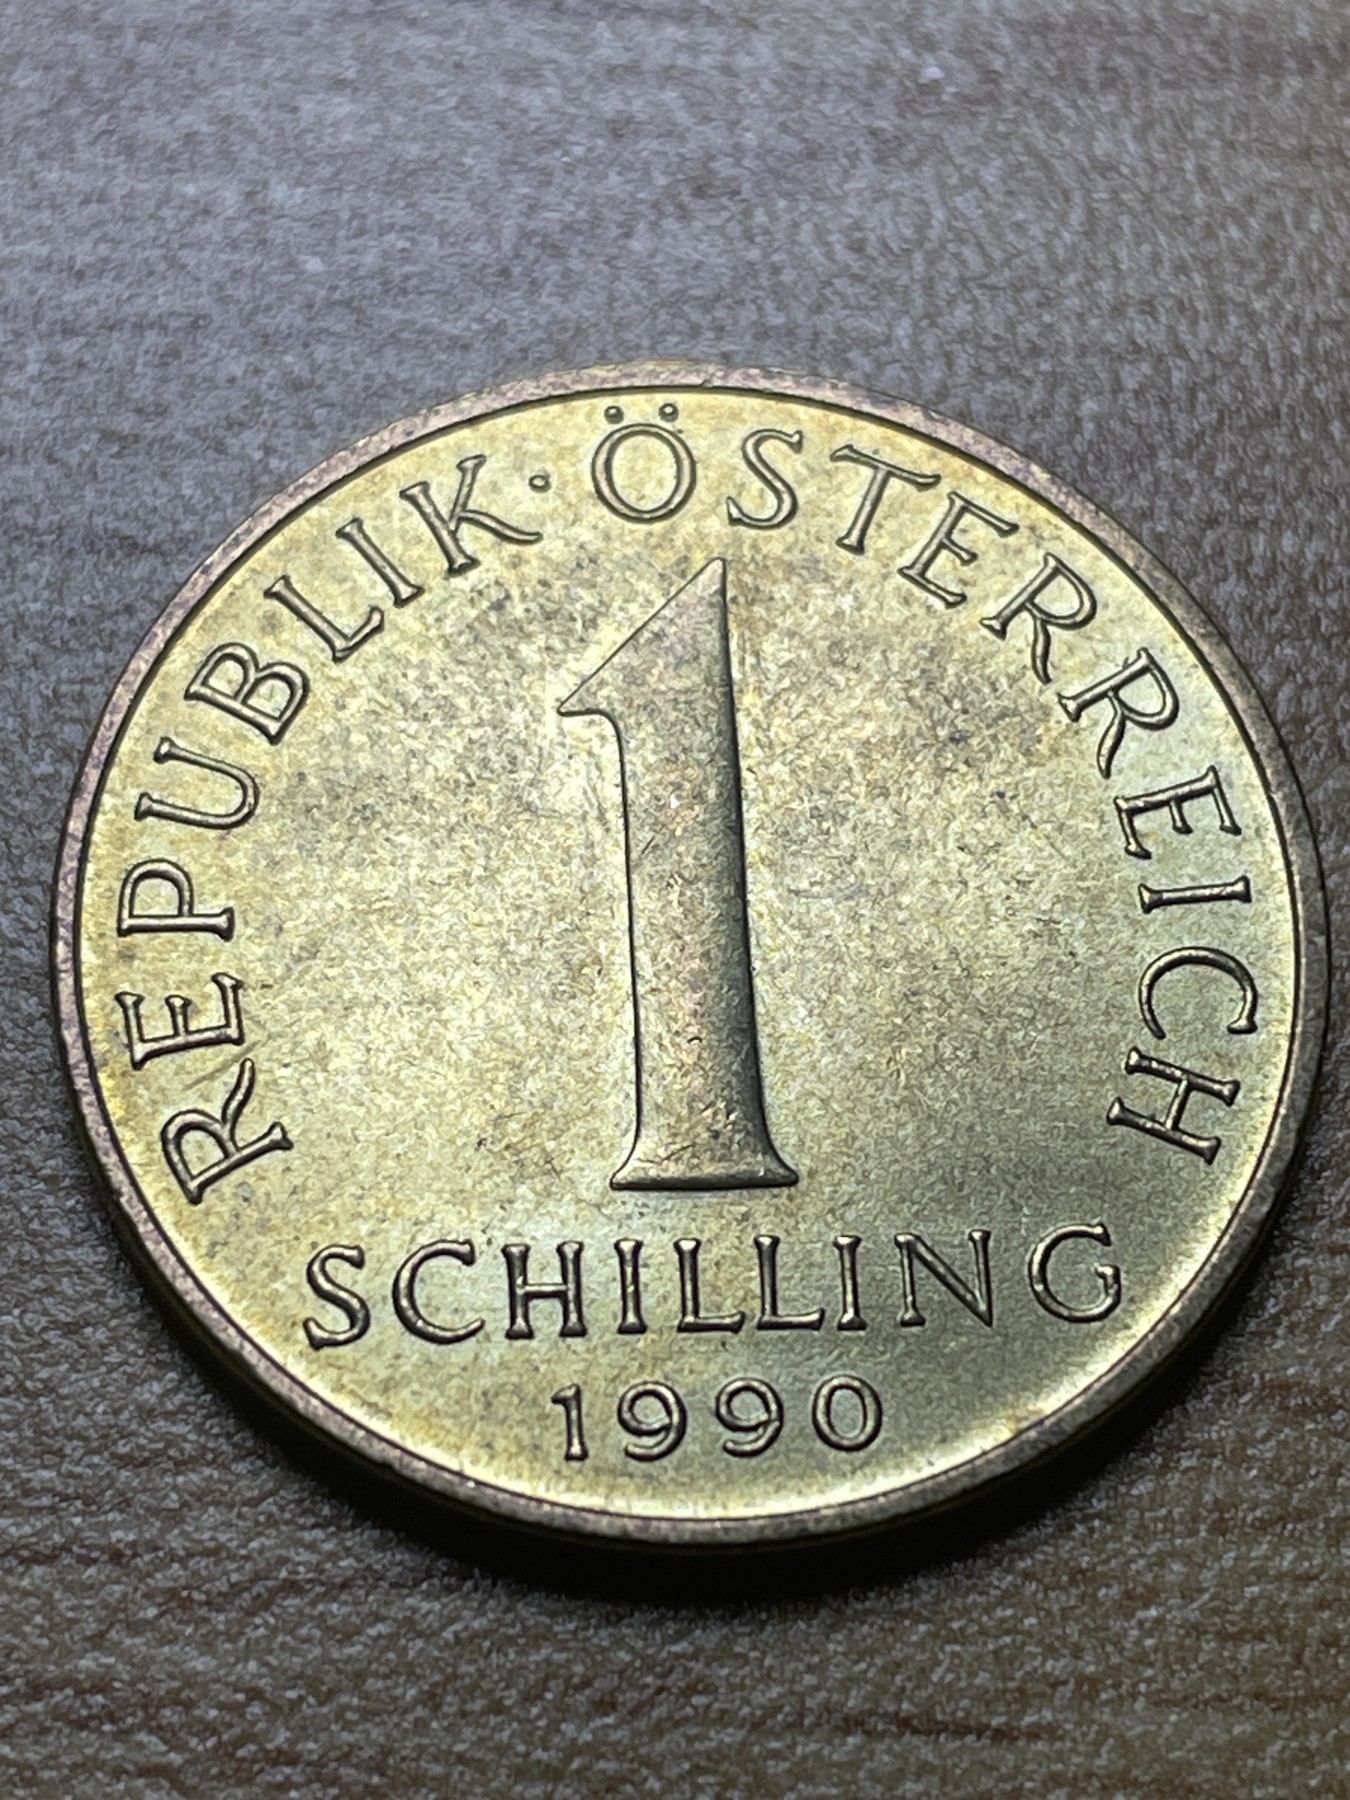 REPUBLIK · ÖSTERREICH
1
SCHILLING
1990